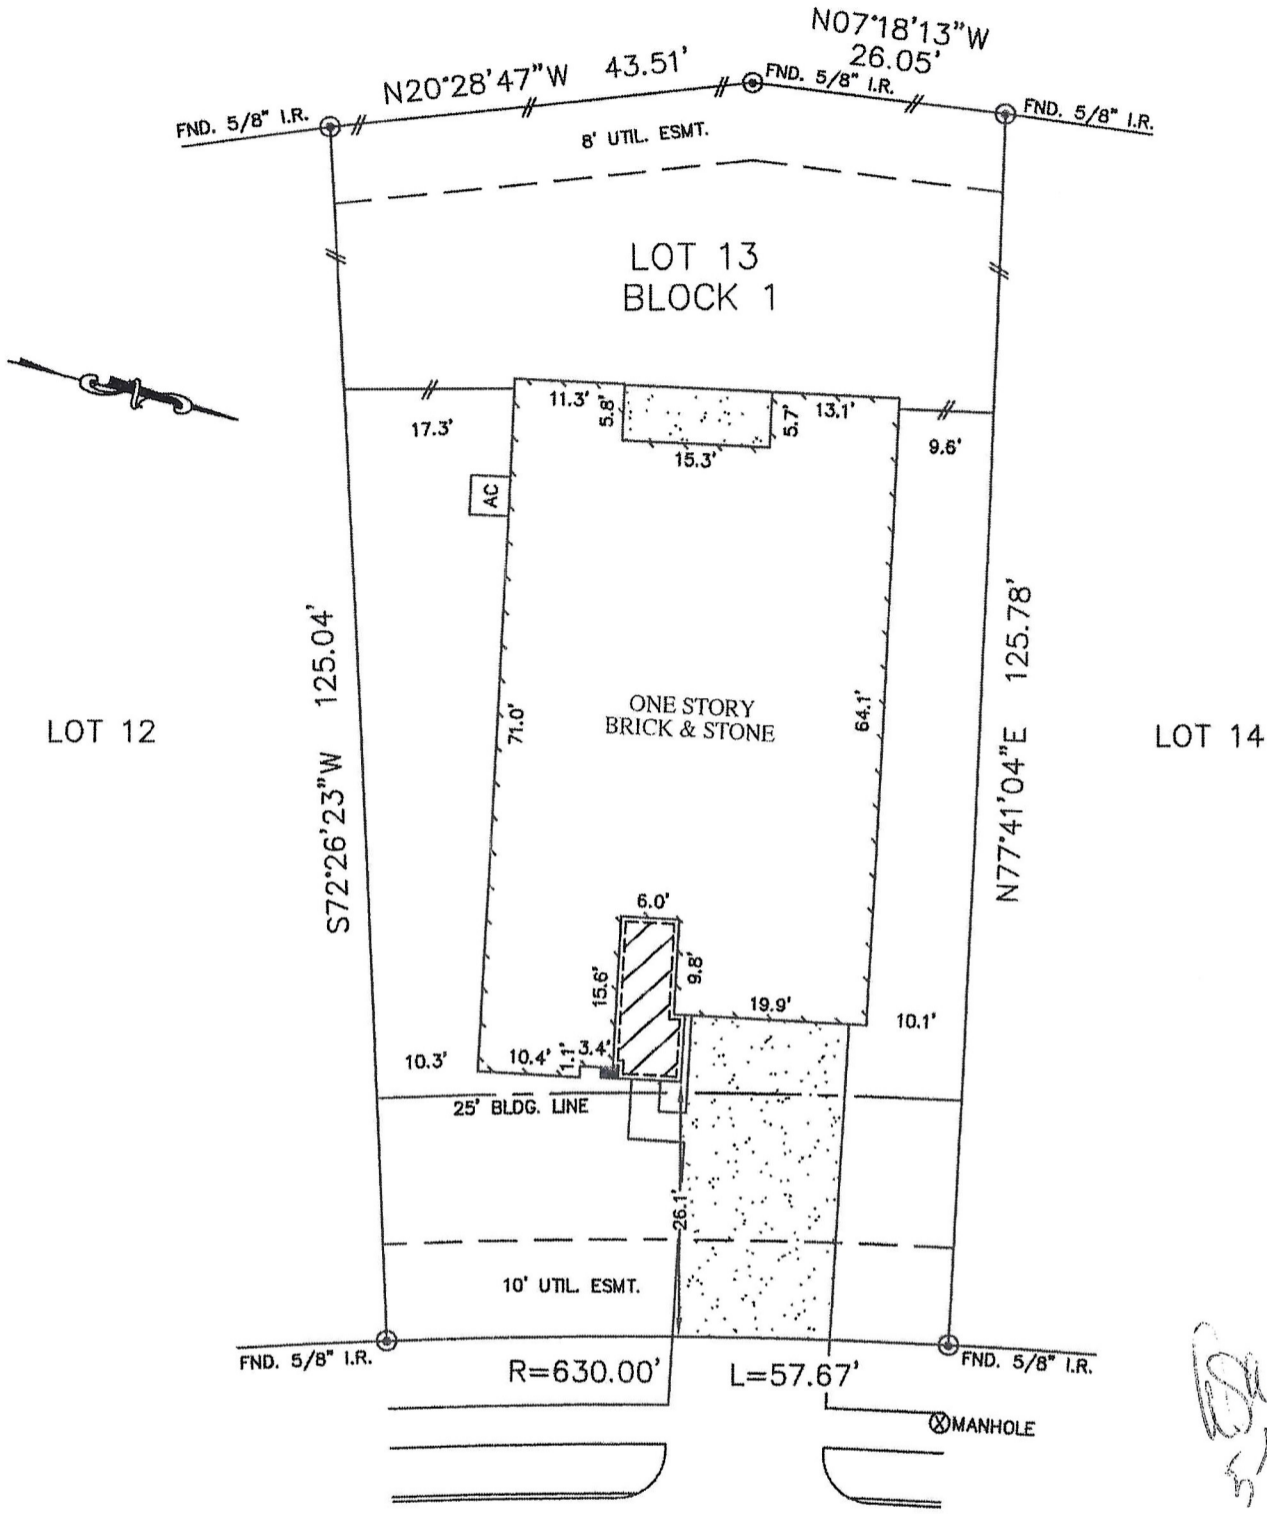 N07°18'13"W
26.05'
N20°28'47"W 43.51'
FND. 5/8" I.R.
FND. 5/8" I.R.
FND. 5/8" I.R.
8' UTIL. ESMT.
LOT 13
BLOCK 1
11.3'
5.8'
15.3'
5.7'
13.1'
17.3'
9.6'
AC
S72°26'23"W 125.04'
LOT 12
71.0'
ONE STORY
BRICK & STONE
64.1'
N77°41'04"E 125.78'
LOT 14
6.0'
15.6'
9.8'
19.9'
10.1'
10.3'
10.4'
1.1'
3.4'
25' BLDG. LINE
26.1'
10' UTIL. ESMT.
FND. 5/8" I.R.
R=630.00' L=57.67'
FND. 5/8" I.R.
MANHOLE